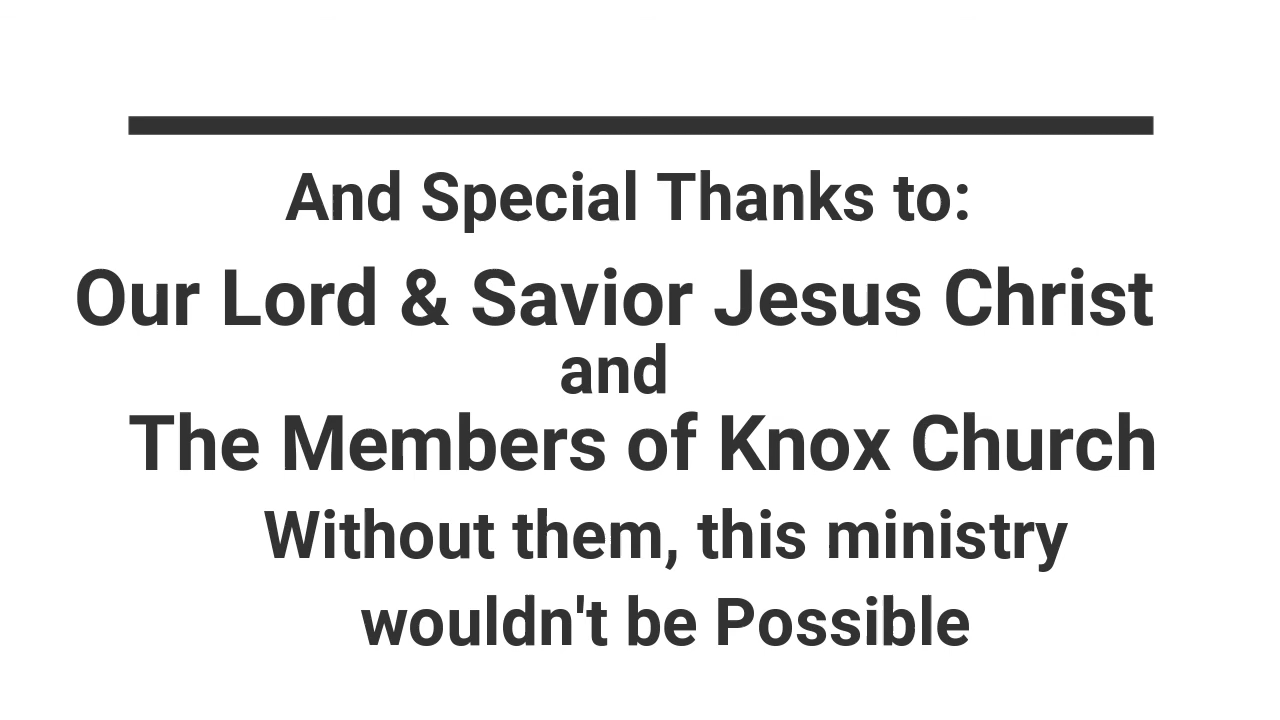 And Special Thanks to:
Our Lord & Savior Jesus Christ
and
The Members of Knox Church
Without them, this ministry
wouldn't be Possible